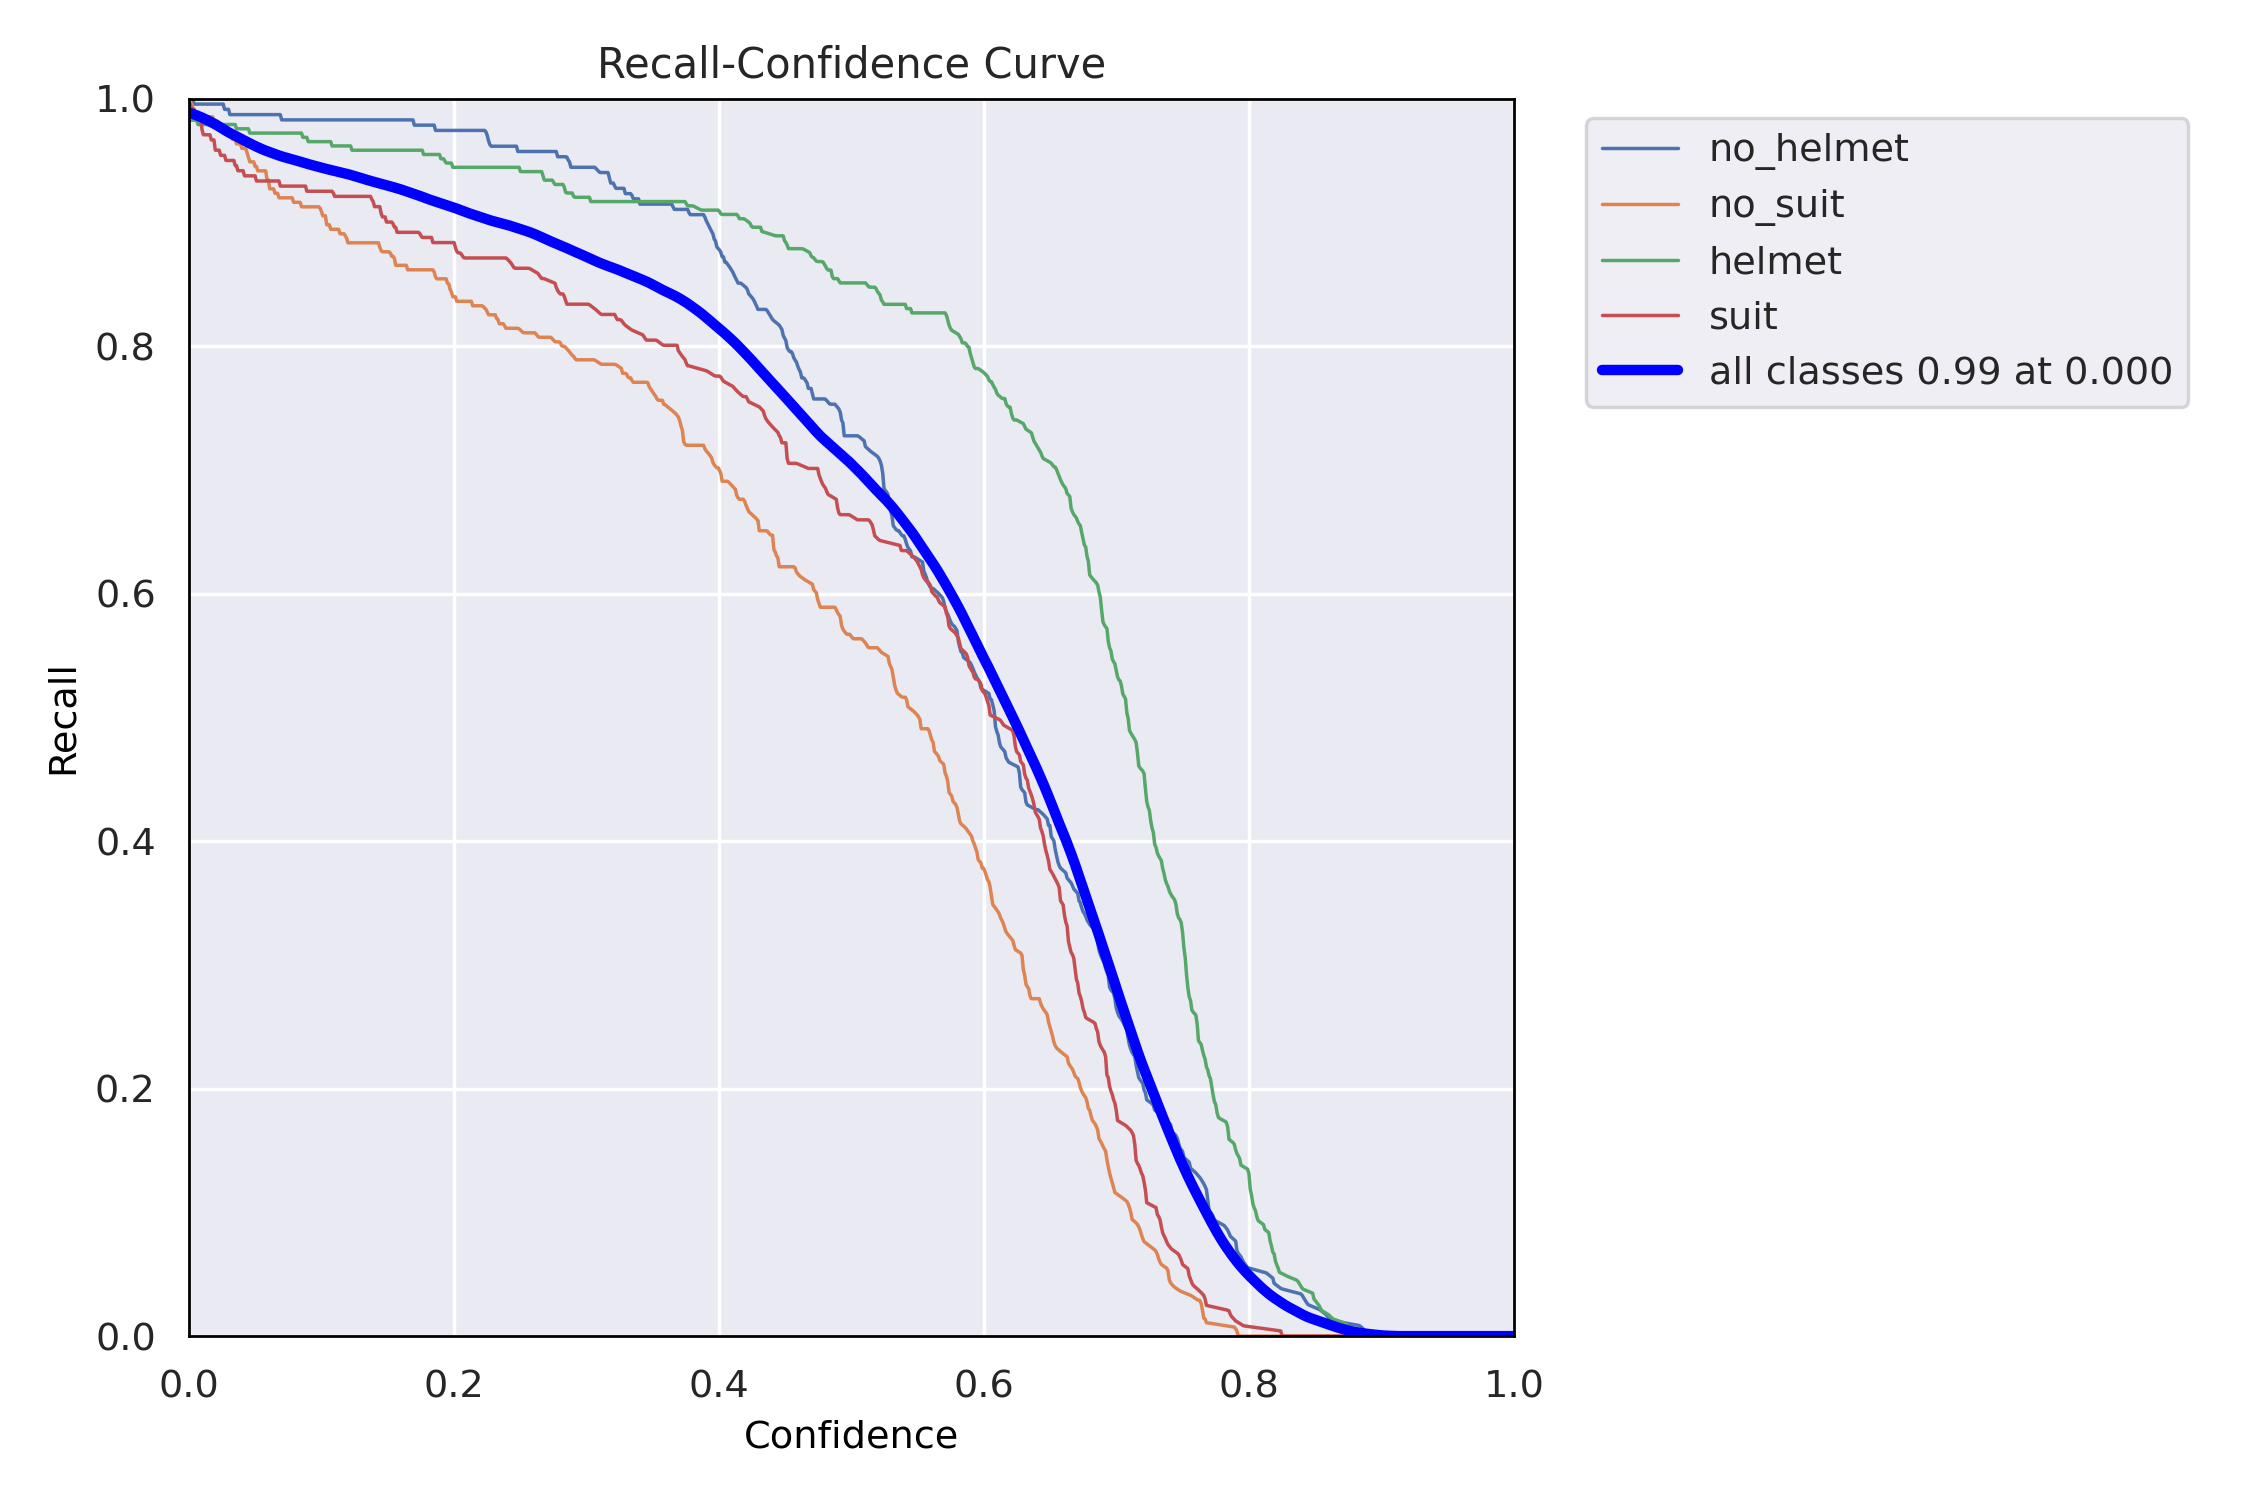 Recall-Confidence Curve
1.0
0.8
0.6
0.4
0.2
0.0
Recall
0.0 0.2 0.4 0.6 0.8 1.0
Confidence
no_helmet
no_suit
helmet
suit
all classes 0.99 at 0.000